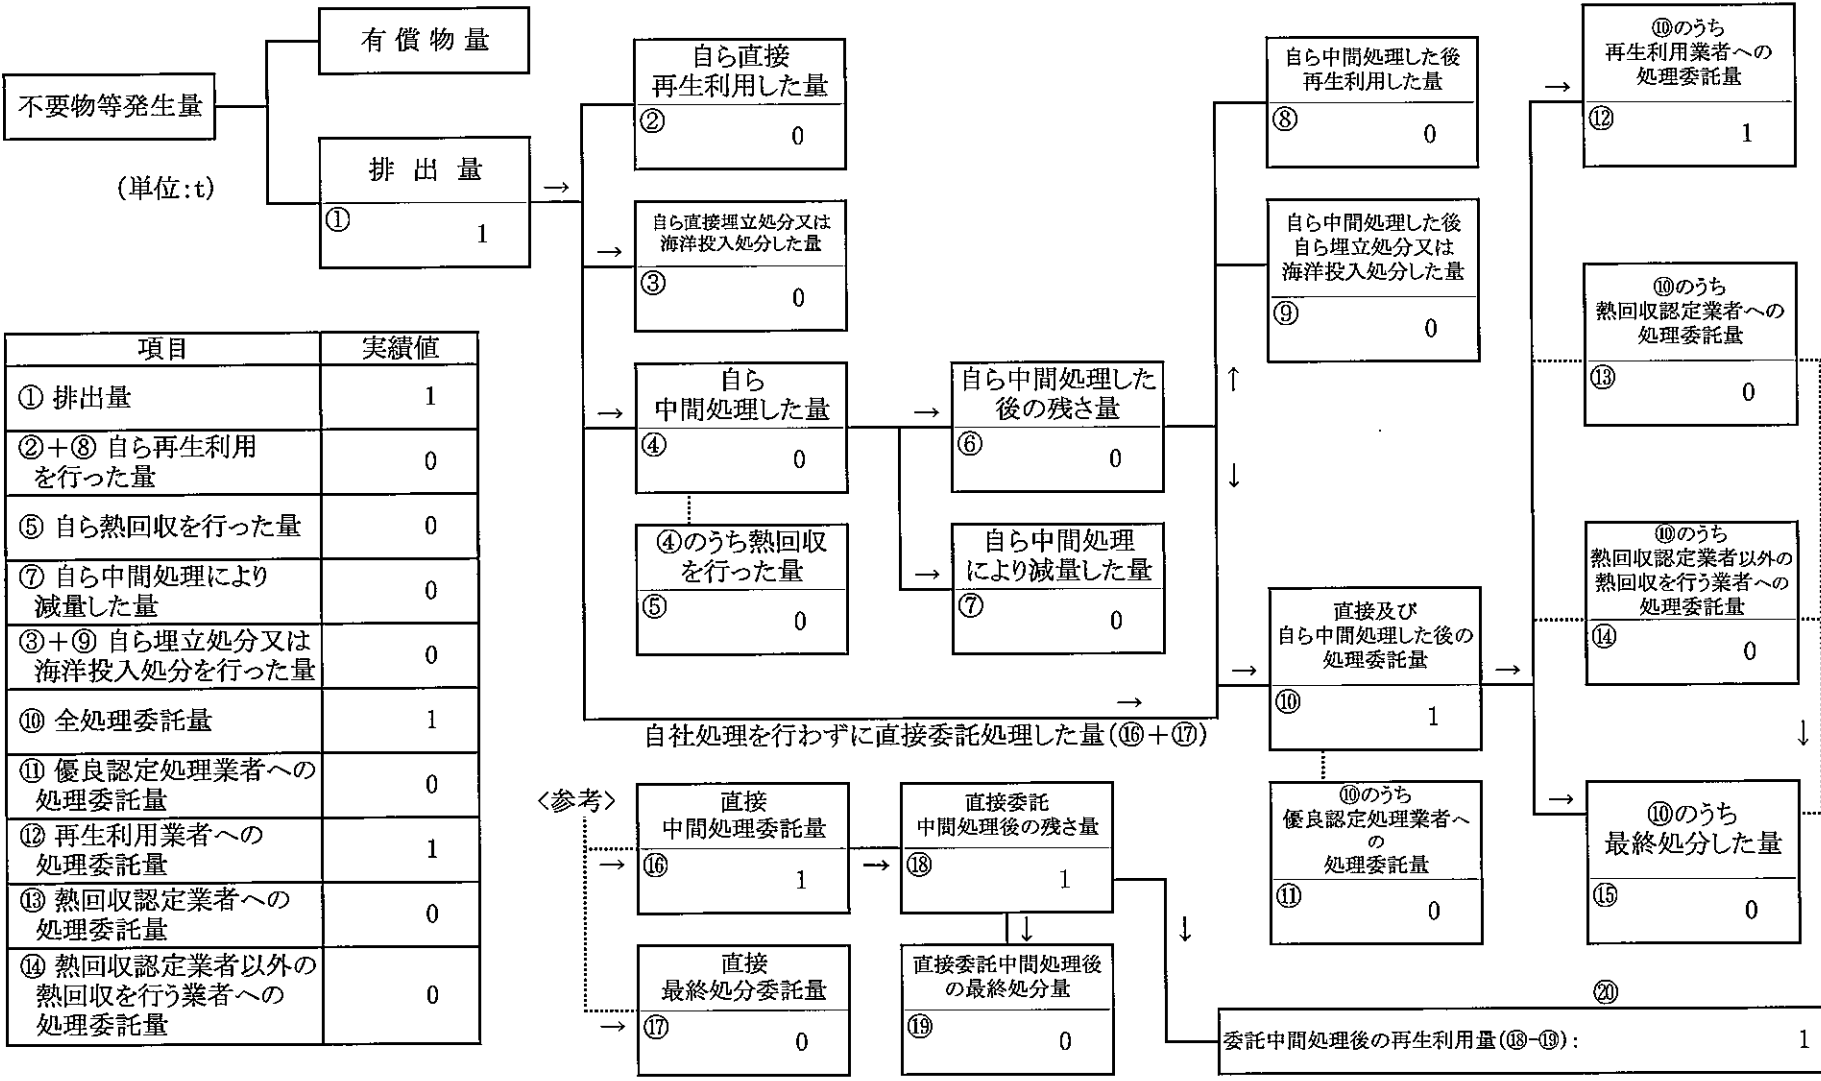 有償物量
不要物等発生量
(単位:t)
排出量
①
1
→
自ら直接
再生利用した量
②
0
→
自ら直接埋立処分又は
海洋投入処分した量
③
0
→
自ら
中間処理した量
④
0
④のうち熱回収
を行った量
⑤
0
→
自ら中間処理した
後の残さ量
⑥
0
→
自ら中間処理
により減量した量
⑦
0
自ら中間処理した後
再生利用した量
⑧
0
自ら中間処理した後
自ら埋立処分又は
海洋投入処分した量
⑨
0
↑
↓
→
自社処理を行わずに直接委託処理した量(⑯+⑰)
→
直接及び
自ら中間処理した後の
処理委託量
⑩
1
⑩のうち
優良認定処理業者へ
の
処理委託量
⑪
0
→
→
⑩のうち
再生利用業者への
処理委託量
⑫
1
⑩のうち
熱回収認定業者への
処理委託量
⑬
0
⑩のうち
熱回収認定業者以外の
熱回収を行う業者への
処理委託量
⑭
0
↓
→
⑩のうち
最終処分した量
⑮
0
項目 実績値
① 排出量 1
②+⑧ 自ら再生利用
を行った量 0
⑤ 自ら熱回収を行った量 0
⑦ 自ら中間処理により
減量した量 0
③+⑨ 自ら埋立処分又は
海洋投入処分を行った量 0
⑩ 全処理委託量 1
⑪ 優良認定処理業者への
処理委託量 0
⑫ 再生利用業者への
処理委託量 1
⑬ 熱回収認定業者への
処理委託量 0
⑭ 熱回収認定業者以外の
熱回収を行う業者への
処理委託量 0
<参考>
→
直接
中間処理委託量
⑯
1
→
直接
最終処分委託量
⑰
0
→
直接委託
中間処理後の残さ量
⑱
1
↓
直接委託中間処理後
の最終処分量
⑲
0
↓
⑳
委託中間処理後の再生利用量(⑱-⑲): 1